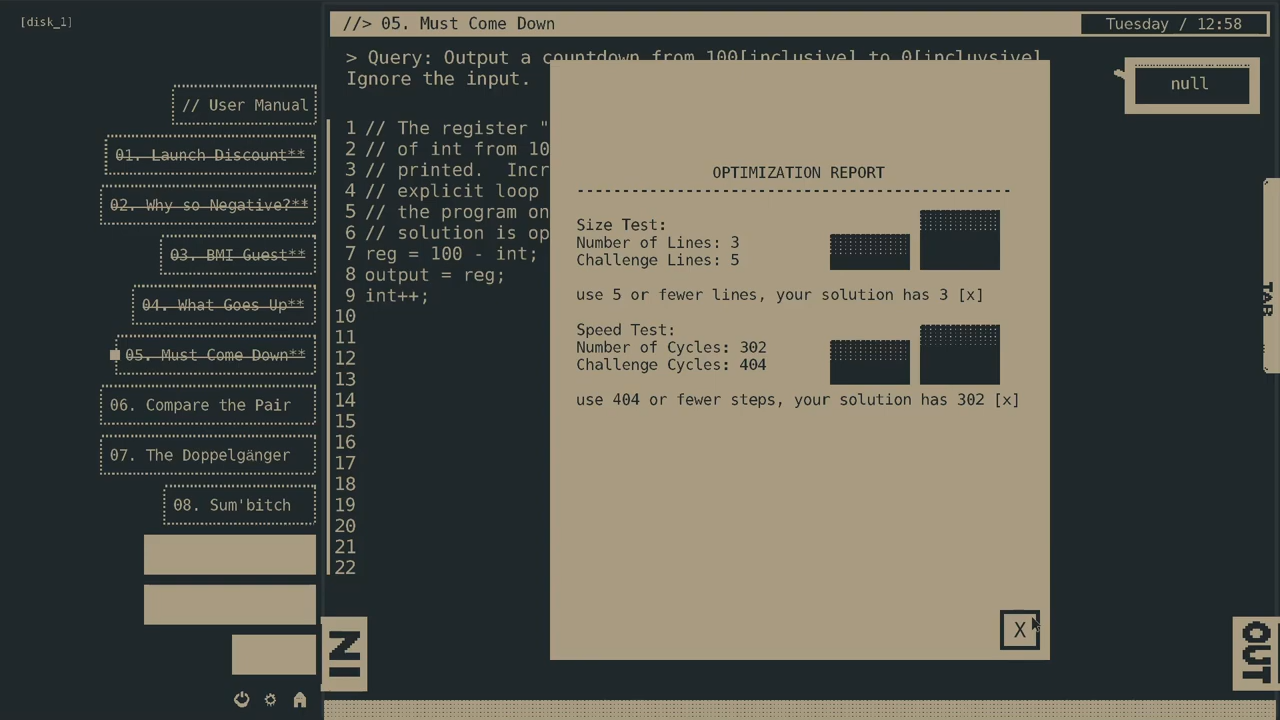 [disk_1]
//> 05. Must Come Down
Tuesday / 12:58
> Query: Output a countdown from 100[inclusive] to 0[incluvsive]
Ignore the input.
null
// User Manual
01. Launch Discount**
02. Why so Negative?**
03. BMI Guest**
04. What Goes Up**
05. Must Come Down**
06. Compare the Pair
07. The Doppelgänger
08. Sum'bitch
1 // The register "
2 // of int from 10
3 // printed. Incr
4 // explicit loop
5 // the program on
6 // solution is op
7 reg = 100 - int;
8 output = reg;
9 int++;
10
11
12
13
14
15
16
17
18
19
20
21
22
OPTIMIZATION REPORT
Size Test:
Number of Lines: 3
Challenge Lines: 5
use 5 or fewer lines, your solution has 3 [x]
Speed Test:
Number of Cycles: 302
Challenge Cycles: 404
use 404 or fewer steps, your solution has 302 [x]
X
TAB
IN
OUT